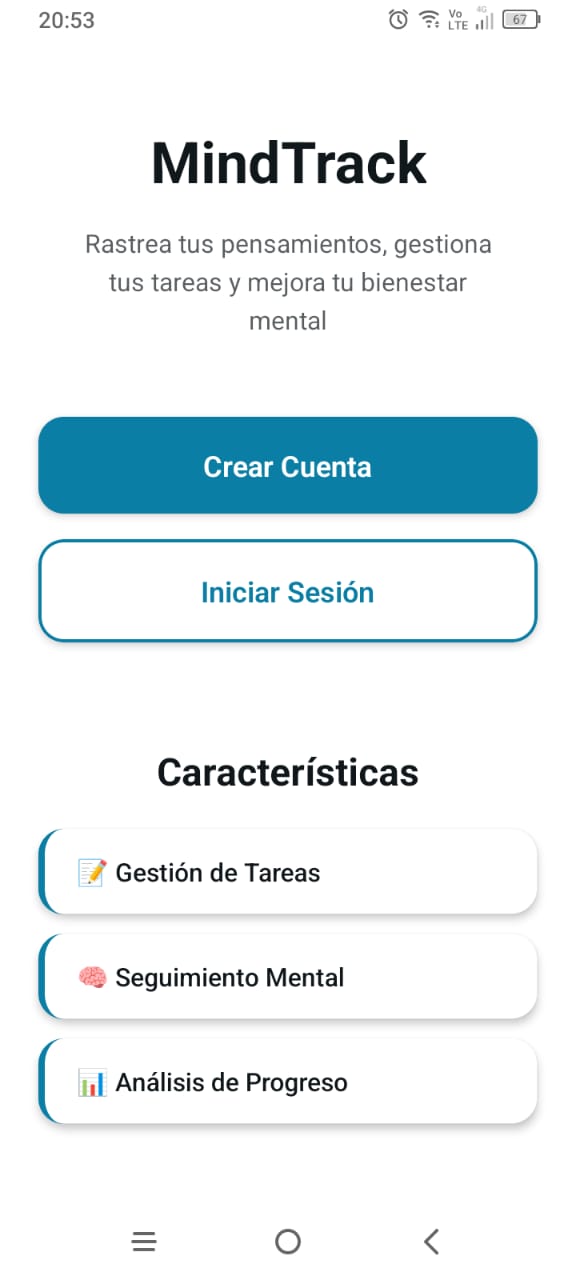 20:53
Vo
LTE
4G
67
MindTrack
Rastrea tus pensamientos, gestiona
tus tareas y mejora tu bienestar
mental
Crear Cuenta
Iniciar Sesión
Características
📝 Gestión de Tareas
🧠 Seguimiento Mental
📊 Análisis de Progreso